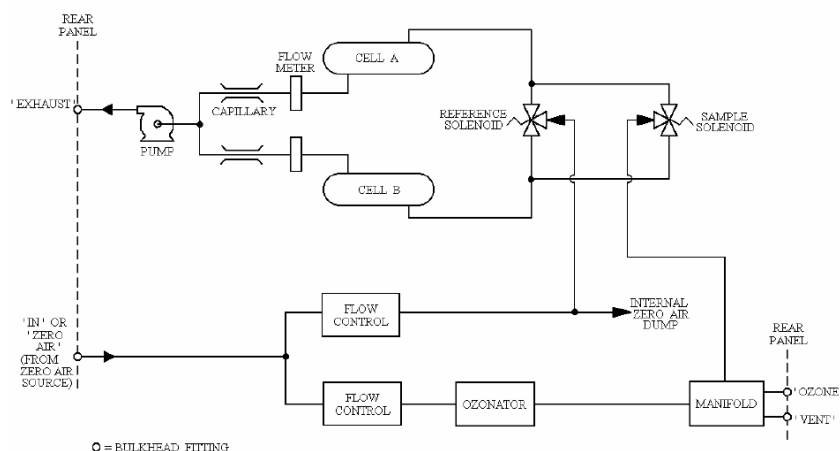 REAR
PANEL
'EXHAUST'
PUMP
CAPILLARY
FLOW
METER
CELL A
CELL B
REFERENCE
SOLENOID
SAMPLE
SOLENOID
'IN' OR
'ZERO
AIR'
(FROM
ZERO AIR
SOURCE)
FLOW
CONTROL
INTERNAL
ZERO AIR
DUMP
FLOW
CONTROL
OZONATOR
MANIFOLD
REAR
PANEL
'OZONE'
'VENT'
O = BULKHEAD FITTING